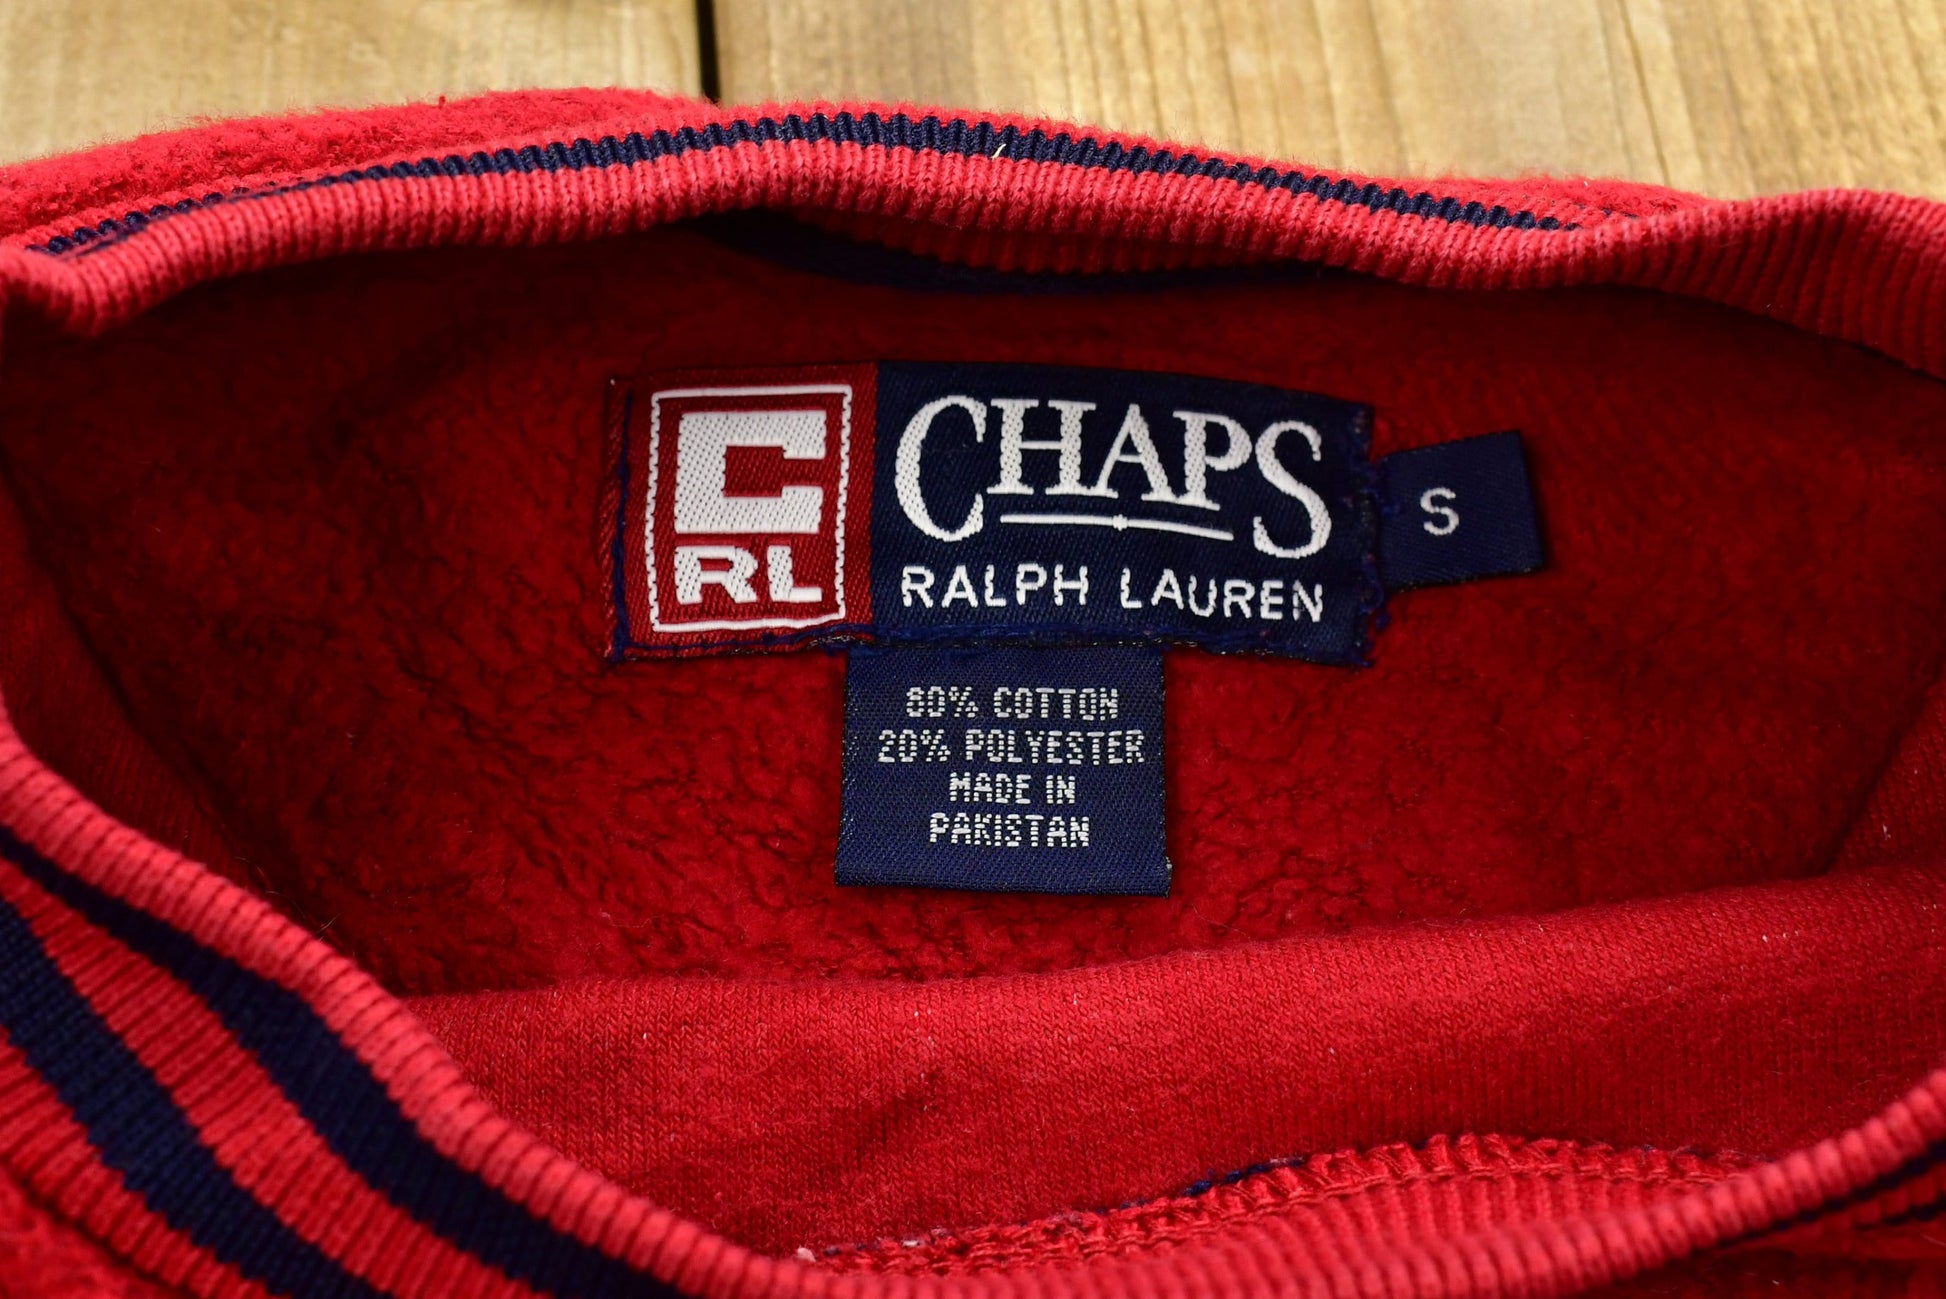 C
RL
CHAPS
RALPH LAUREN
S
80% COTTON
20% POLYESTER
MADE IN
PAKISTAN